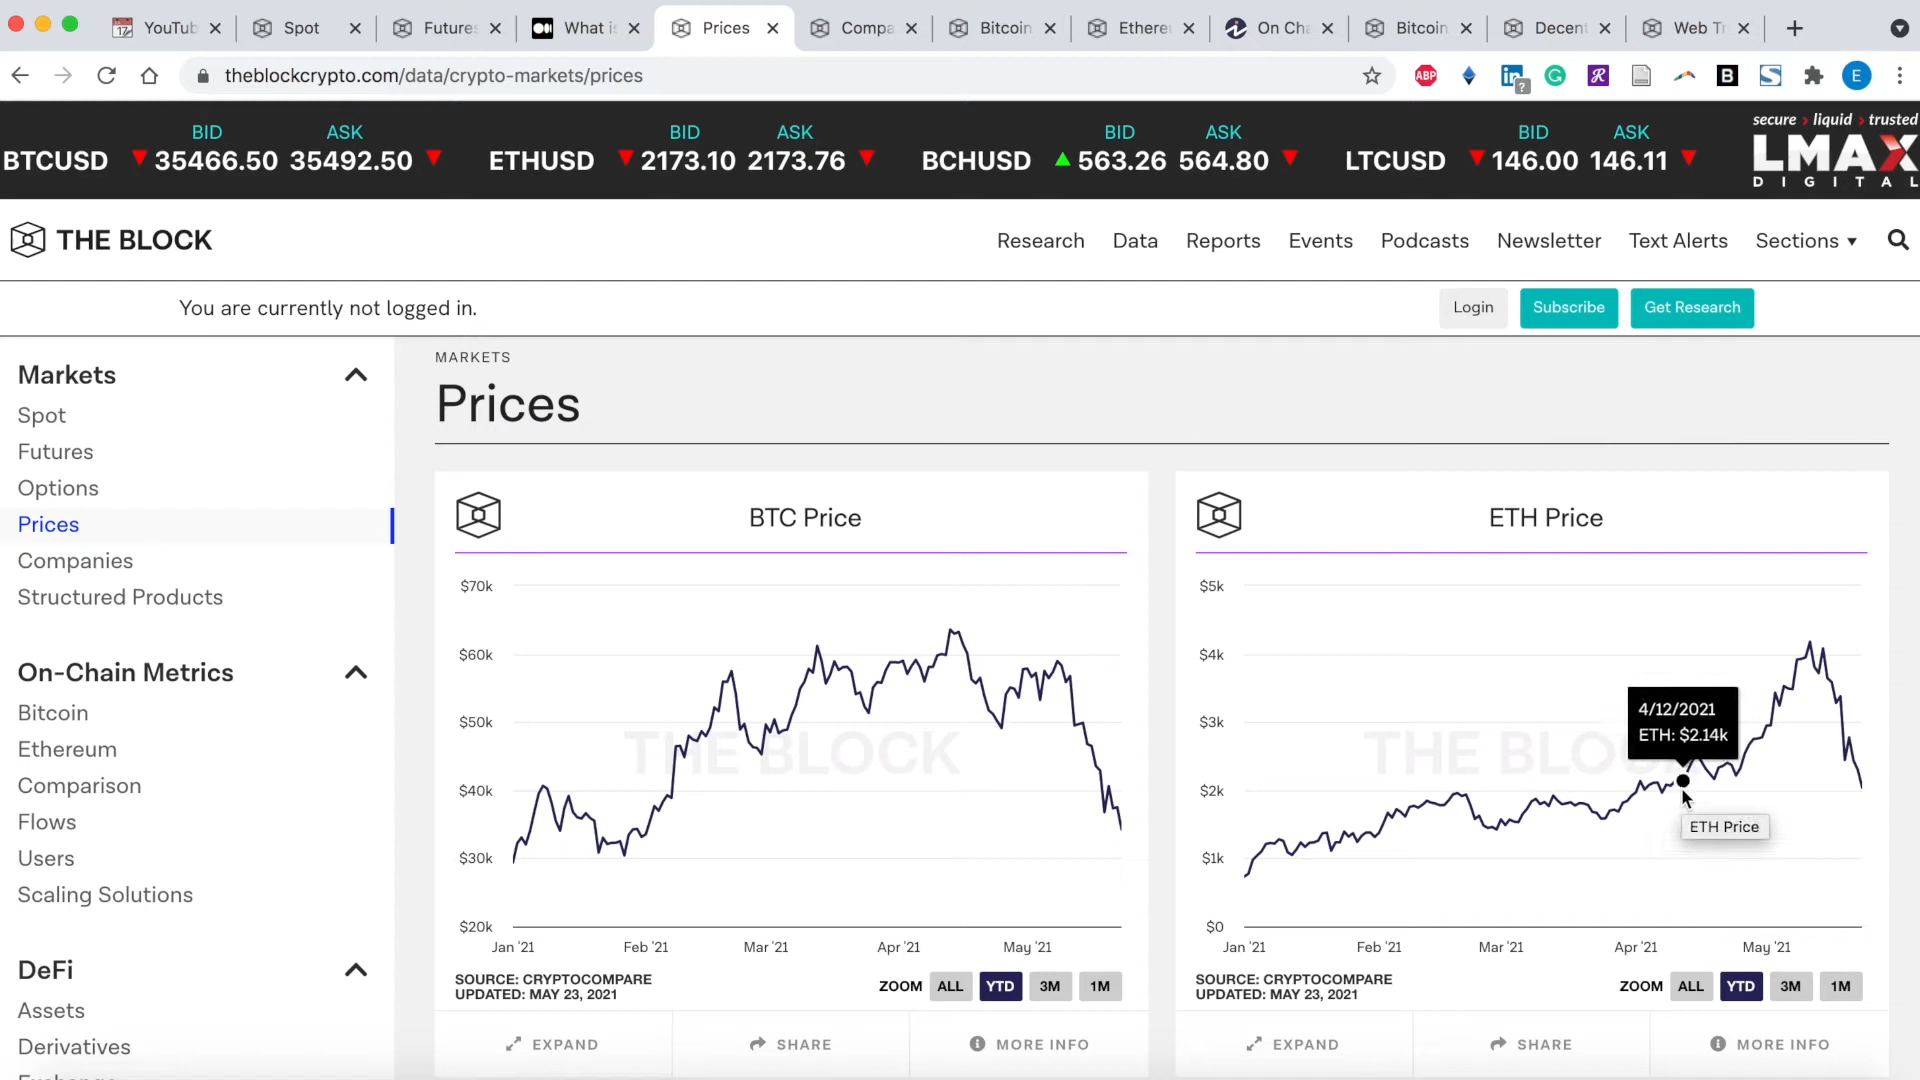 YouTub
Spot
Future
What is
Prices
Compa
Bitcoin
Ethere
On Cha
Bitcoin
Decent
Web Tr
theblockcrypto.com/data/crypto-markets/prices
ABP
?
B
E
BTCUSD BID 35466.50 ASK 35492.50
ETHUSD BID 2173.10 ASK 2173.76
BCHUSD BID 563.26 ASK 564.80
LTCUSD BID 146.00 ASK 146.11
secure › liquid › trusted
LMAX
DIGITAL
THE BLOCK
Research Data Reports Events Podcasts Newsletter Text Alerts Sections
You are currently not logged in.
Login Subscribe Get Research
Markets
Spot
Futures
Options
Prices
Companies
Structured Products
On-Chain Metrics
Bitcoin
Ethereum
Comparison
Flows
Users
Scaling Solutions
DeFi
Assets
Derivatives
MARKETS
Prices
BTC Price
$70k
$60k
$50k
$40k
$30k
$20k
THE BLOCK
Jan '21 Feb '21 Mar '21 Apr '21 May '21
SOURCE: CRYPTOCOMPARE
UPDATED: MAY 23, 2021
ZOOM ALL YTD 3M 1M
EXPAND SHARE MORE INFO
ETH Price
$5k
$4k
$3k
$2k
$1k
$0
THE BLOCK
4/12/2021
ETH: $2.14k
ETH Price
Jan '21 Feb '21 Mar '21 Apr '21 May '21
SOURCE: CRYPTOCOMPARE
UPDATED: MAY 23, 2021
ZOOM ALL YTD 3M 1M
EXPAND SHARE MORE INFO